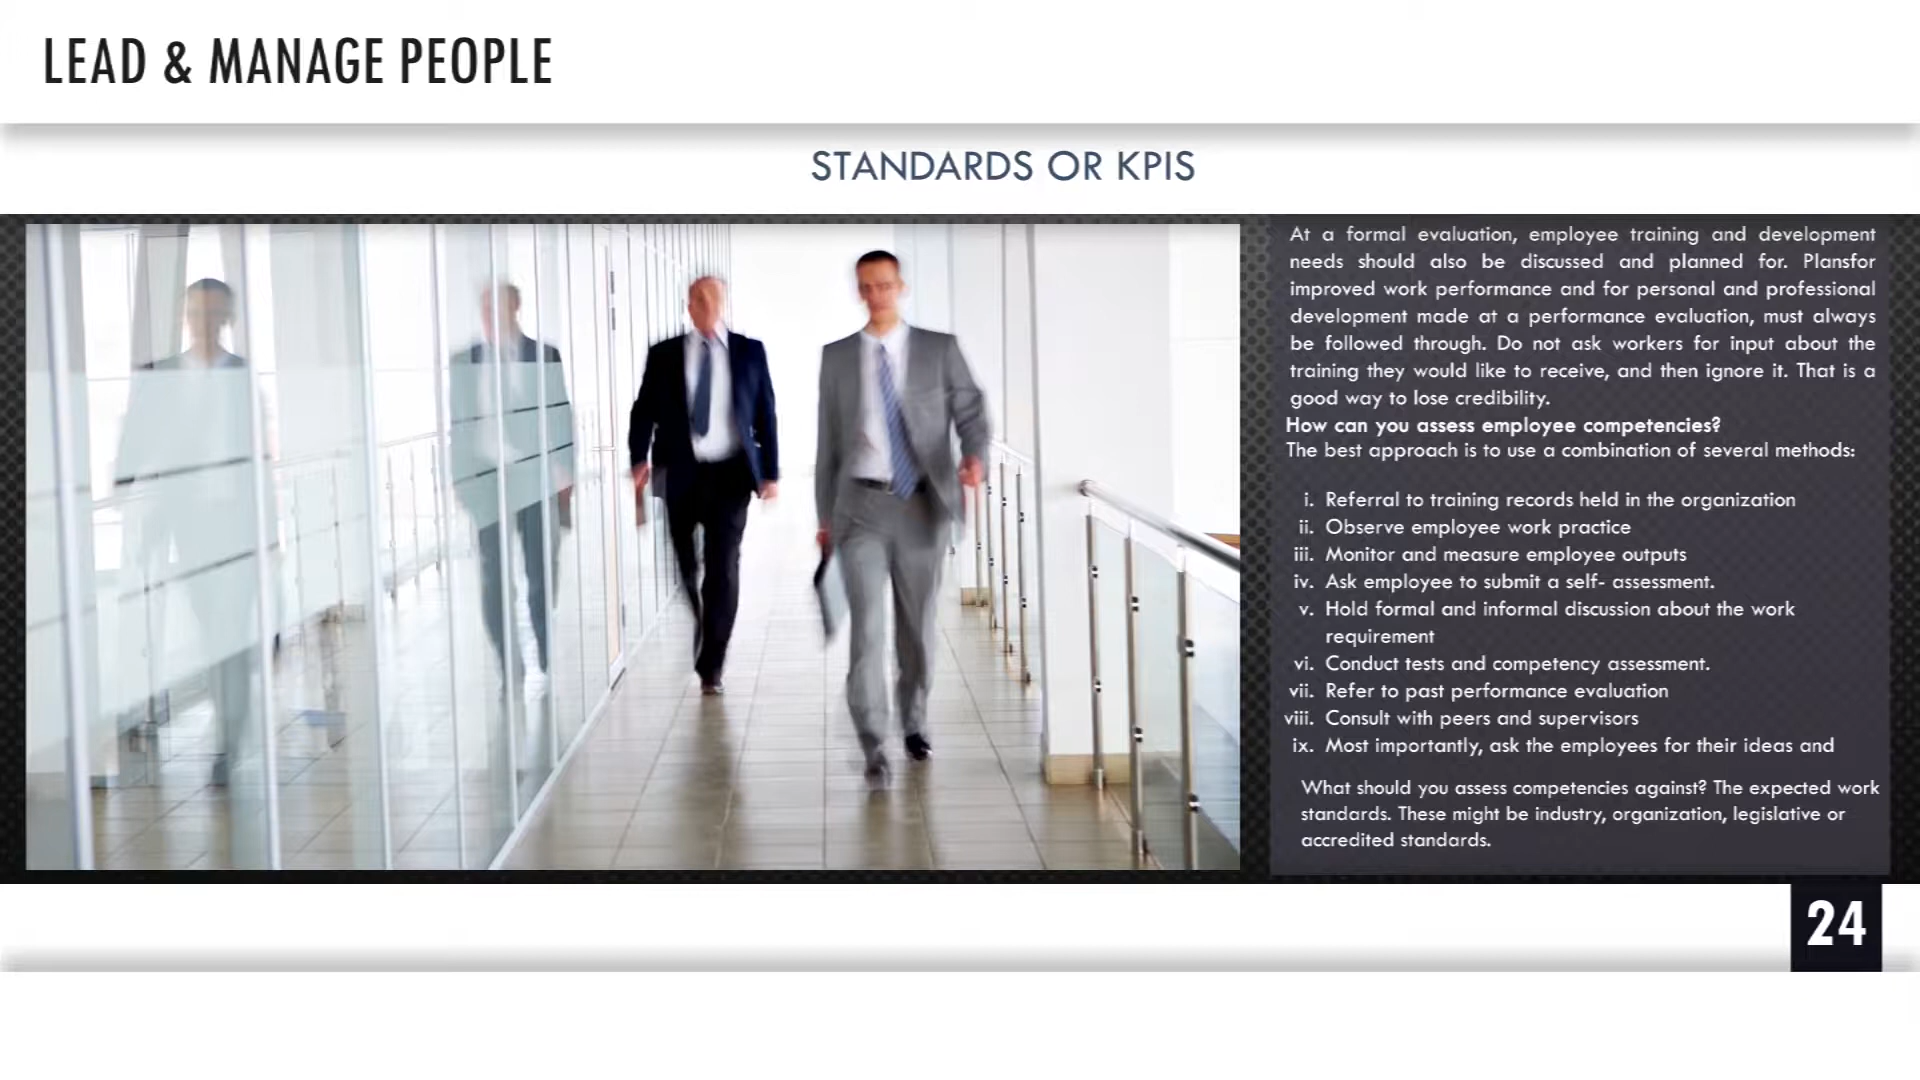 LEAD & MANAGE PEOPLE
STANDARDS OR KPIS
At a formal evaluation, employee training and development
needs should also be discussed and planned for. Plansfor
improved work performance and for personal and professional
development made at a performance evaluation, must always
be followed through. Do not ask workers for input about the
training they would like to receive, and then ignore it. That is a
good way to lose credibility.
How can you assess employee competencies?
The best approach is to use a combination of several methods:
i. Referral to training records held in the organization
ii. Observe employee work practice
iii. Monitor and measure employee outputs
iv. Ask employee to submit a self- assessment.
v. Hold formal and informal discussion about the work
requirement
vi. Conduct tests and competency assessment.
vii. Refer to past performance evaluation
viii. Consult with peers and supervisors
ix. Most importantly, ask the employees for their ideas and
What should you assess competencies against? The expected work
standards. These might be industry, organization, legislative or
accredited standards.
24